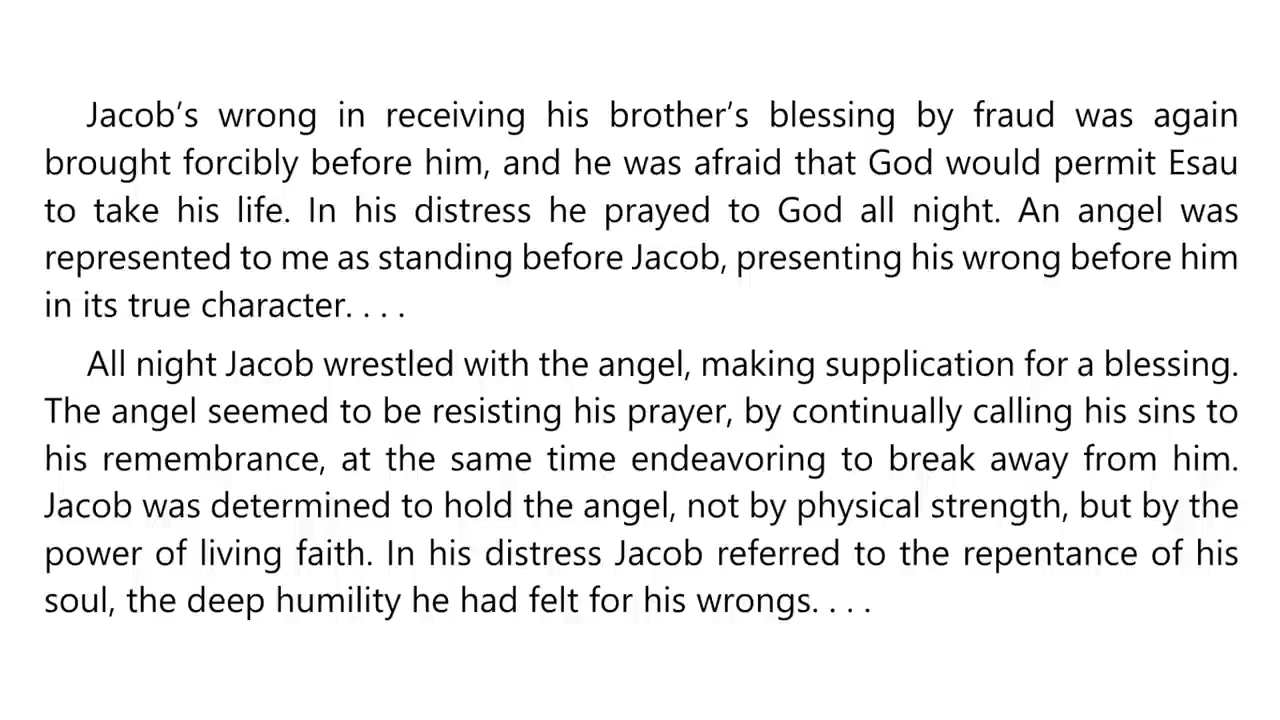 Jacob’s wrong in receiving his brother’s blessing by fraud was again
brought forcibly before him, and he was afraid that God would permit Esau
to take his life. In his distress he prayed to God all night. An angel was
represented to me as standing before Jacob, presenting his wrong before him
in its true character. . . .
All night Jacob wrestled with the angel, making supplication for a blessing.
The angel seemed to be resisting his prayer, by continually calling his sins to
his remembrance, at the same time endeavoring to break away from him.
Jacob was determined to hold the angel, not by physical strength, but by the
power of living faith. In his distress Jacob referred to the repentance of his
soul, the deep humility he had felt for his wrongs. . . .